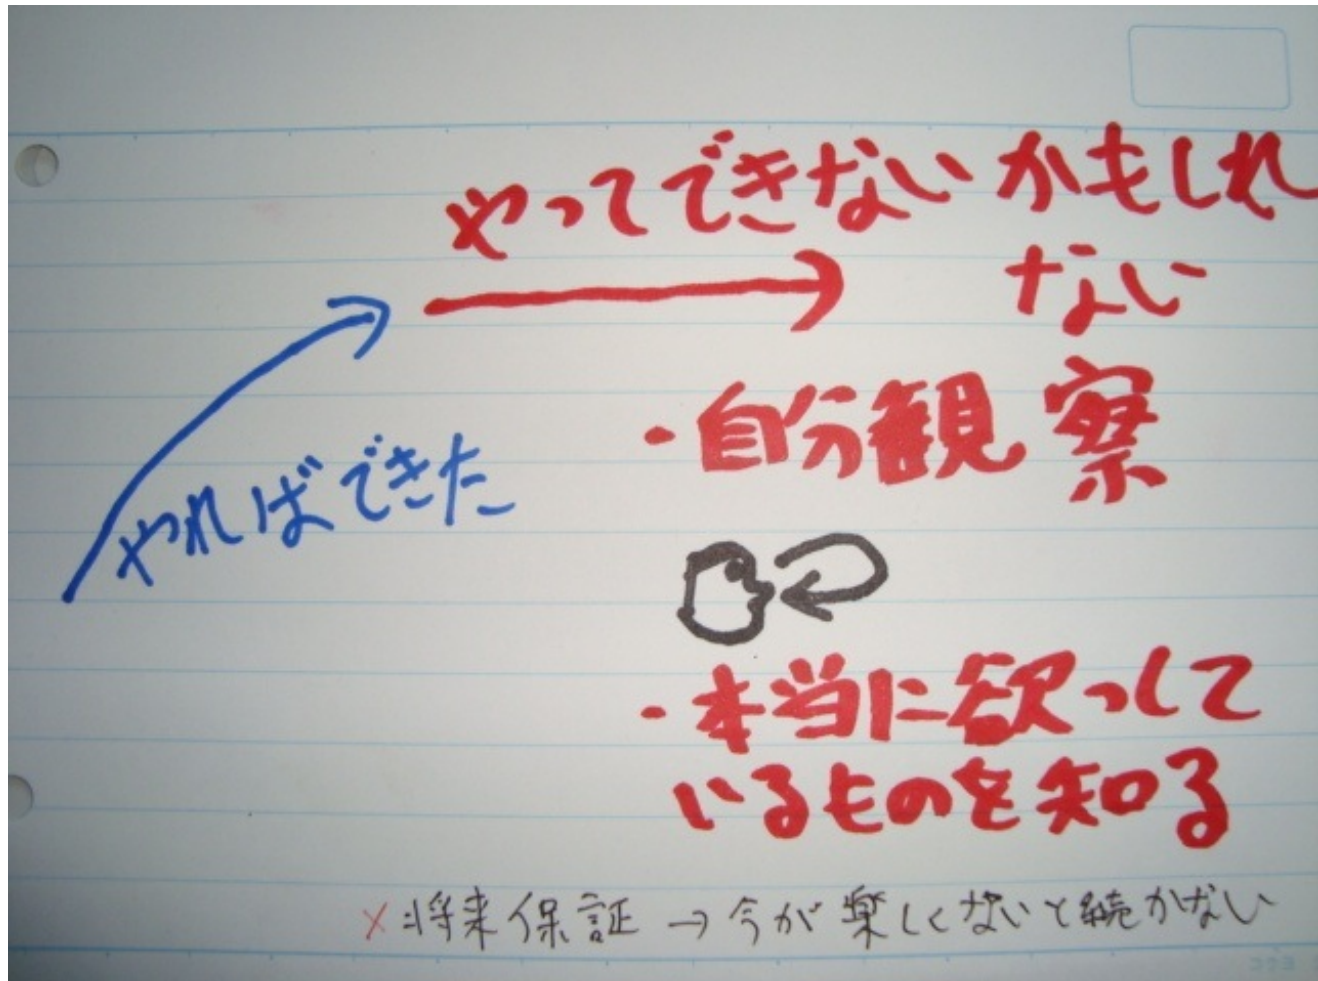 やってできないかもしれ
ない
やればできた
・自分観察
・本当に欲っして
いるものを知る
×将来保証→今が楽しくないと続かない